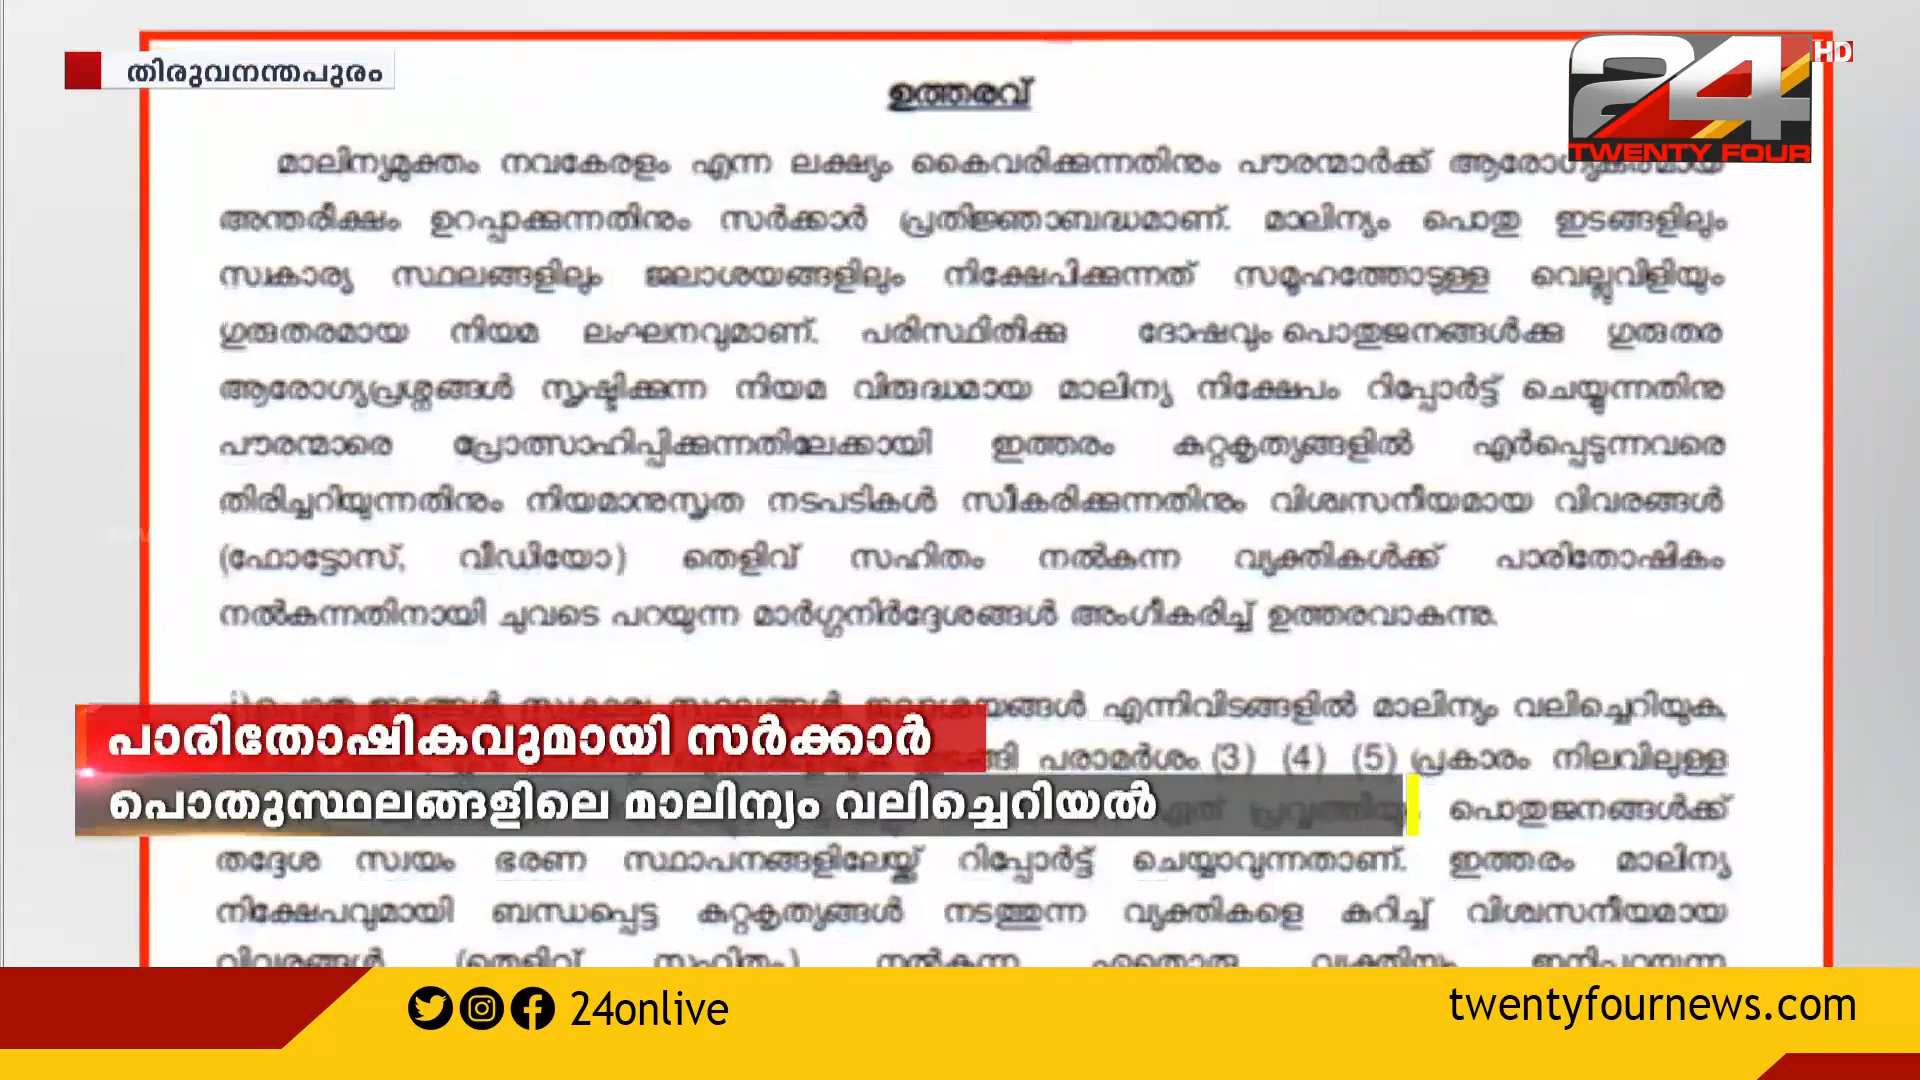 തിരുവനന്തപുരം
24 HD
TWENTY FOUR
ഉത്തരവ്
മാലിന്യമുക്തം നവകേരളം എന്ന ലക്ഷ്യം കൈവരിക്കുന്നതിനും പൗരന്മാർക്ക് ആരോഗ്യകരമായ
അന്തരീക്ഷം ഉറപ്പാക്കുന്നതിനും സർക്കാർ പ്രതിജ്ഞാബദ്ധമാണ്. മാലിന്യം പൊതു ഇടങ്ങളിലും
സ്വകാര്യ സ്ഥലങ്ങളിലും ജലാശയങ്ങളിലും നിക്ഷേപിക്കുന്നത് സമൂഹത്തോടുള്ള വെല്ലുവിളിയും
ഗുരുതരമായ നിയമ ലംഘനവുമാണ്. പരിസ്ഥിതിക്കു ദോഷവും പൊതുജനങ്ങൾക്കു ഗുരുതര
ആരോഗ്യപ്രശ്നങ്ങൾ സൃഷ്ടിക്കുന്ന നിയമ വിരുദ്ധമായ മാലിന്യ നിക്ഷേപം റിപ്പോർട്ട് ചെയ്യുന്നതിനു
പൗരന്മാരെ പ്രോത്സാഹിപ്പിക്കുന്നതിലേക്കായി ഇത്തരം കുറ്റകൃത്യങ്ങളിൽ എർപ്പെടുന്നവരെ
തിരിച്ചറിയുന്നതിനും നിയമാനുസൃത നടപടികൾ സ്വീകരിക്കുന്നതിനും വിശ്വസനീയമായ വിവരങ്ങൾ
(ഫോട്ടോസ്, വീഡിയോ) തെളിവ് സഹിതം നൽകുന്ന വ്യക്തികൾക്ക് പാരിതോഷികം
നൽകുന്നതിനായി ചുവടെ പറയുന്ന മാർഗ്ഗനിർദ്ദേശങ്ങൾ അംഗീകരിച്ച് ഉത്തരവാകുന്നു.
എന്നിവിടങ്ങളിൽ മാലിന്യം വലിച്ചെറിയുക,
പരാമർശം (3) (4) (5) പ്രകാരം നിലവിലുള്ള
പൊതുജനങ്ങൾക്ക്
പാരിതോഷികവുമായി സർക്കാർ
പൊതുസ്ഥലങ്ങളിലെ മാലിന്യം വലിച്ചെറിയൽ
തദ്ദേശ സ്വയം ഭരണ സ്ഥാപനങ്ങളിലേയ്ക്ക് റിപ്പോർട്ട് ചെയ്യാവുന്നതാണ്. ഇത്തരം മാലിന്യ
നിക്ഷേപവുമായി ബന്ധപ്പെട്ട കുറ്റകൃത്യങ്ങൾ നടത്തുന്ന വ്യക്തികളെ കുറിച്ച് വിശ്വസനീയമായ
24onlive
twentyfournews.com